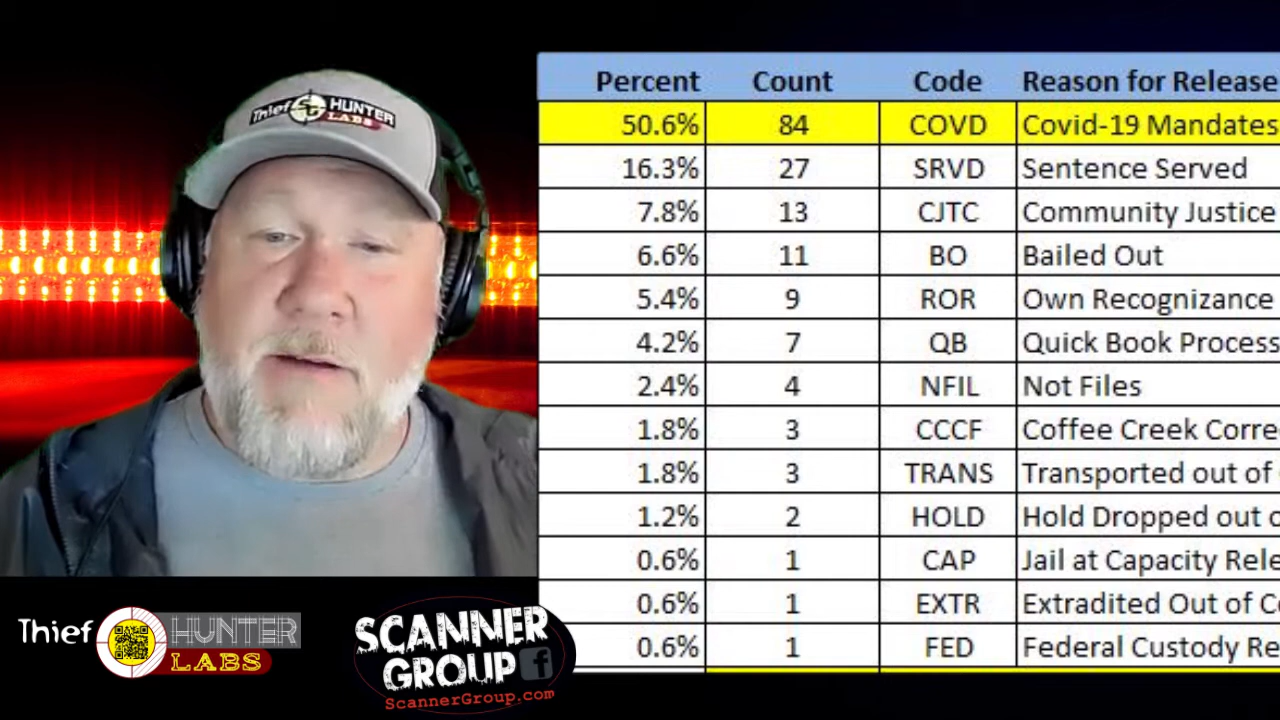 Thief HUNTER
LABS
Percent Count Code Reason for Release
50.6% 84 COVD Covid-19 Mandates
16.3% 27 SRVD Sentence Served
7.8% 13 CJTC Community Justice
6.6% 11 BO Bailed Out
5.4% 9 ROR Own Recognizance
4.2% 7 QB Quick Book Process
2.4% 4 NFIL Not Files
1.8% 3 CCCF Coffee Creek Corre
1.8% 3 TRANS Transported out of
1.2% 2 HOLD Hold Dropped out o
0.6% 1 CAP Jail at Capacity Rele
0.6% 1 EXTR Extradited Out of Co
0.6% 1 FED Federal Custody Re
Thief HUNTER
LABS
SCANNER
GROUP f
ScannerGroup.com